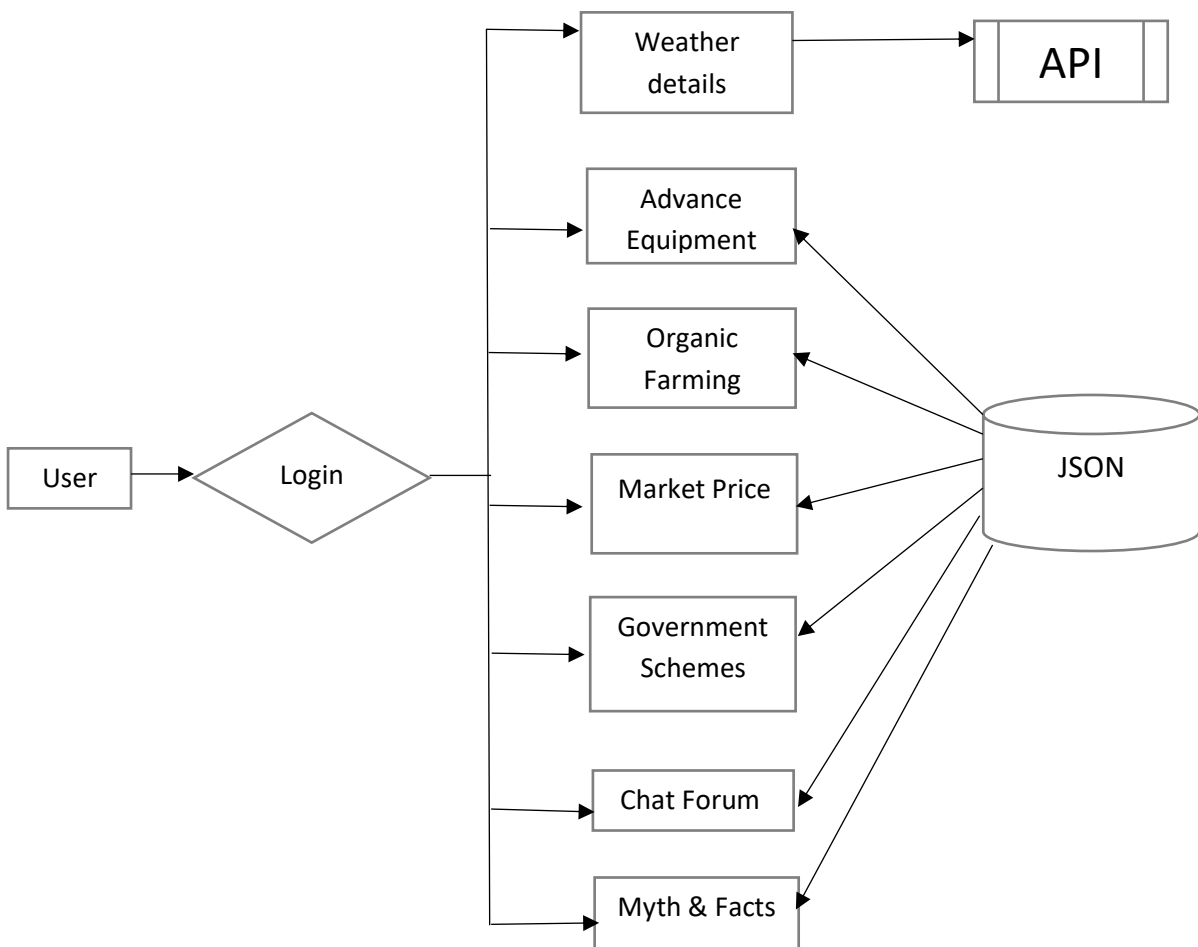 Weather
details
API
Advance
Equipment
Organic
Farming
User
Login
Market Price
JSON
Government
Schemes
Chat Forum
Myth & Facts